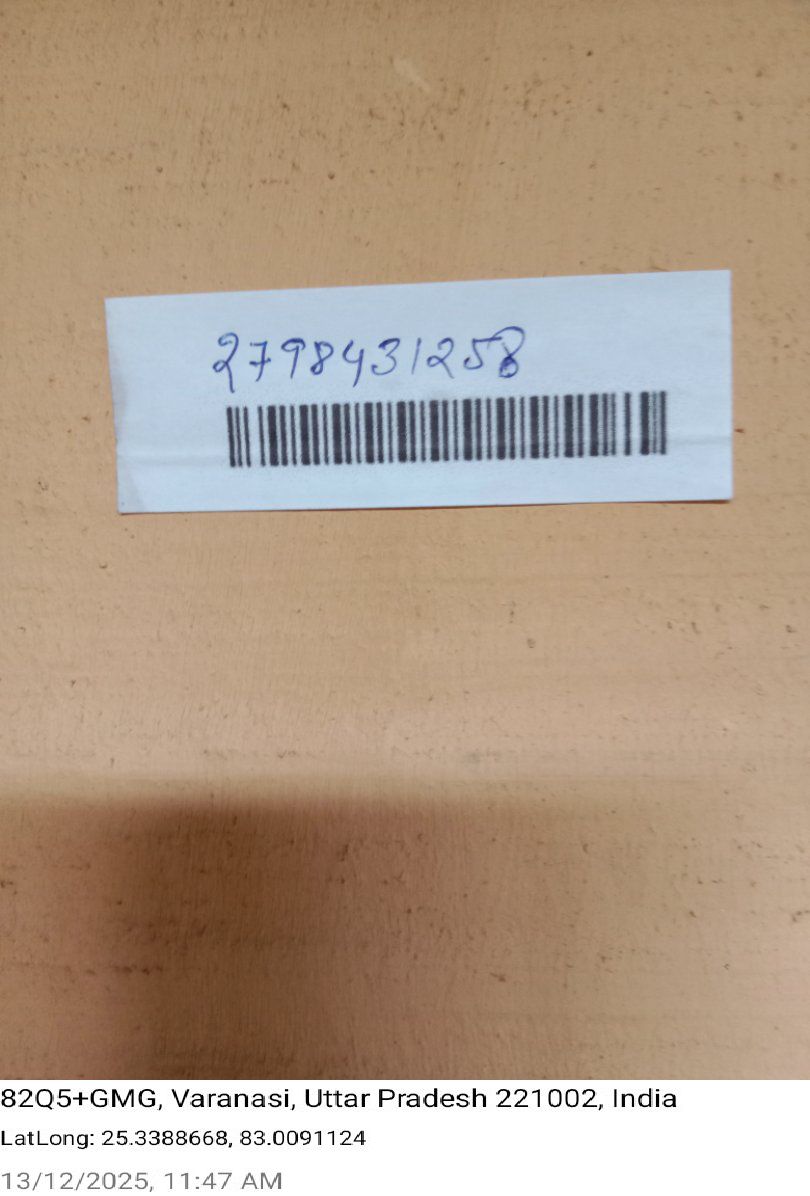 2798431258
82Q5+GMG, Varanasi, Uttar Pradesh 221002, India
LatLong: 25.3388668, 83.0091124
13/12/2025, 11:47 AM